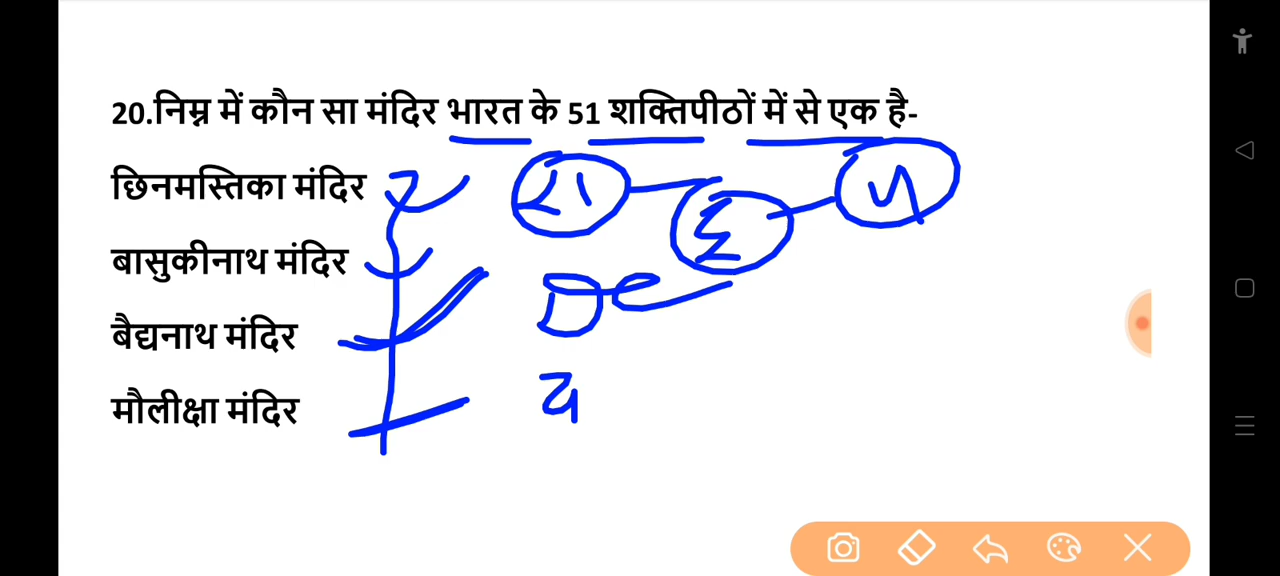 20.निम्न में कौन सा मंदिर भारत के 51 शक्तिपीठों में से एक है-
छिनमस्तिका मंदिर
बासुकीनाथ मंदिर
बैद्यनाथ मंदिर
मौलीक्षा मंदिर